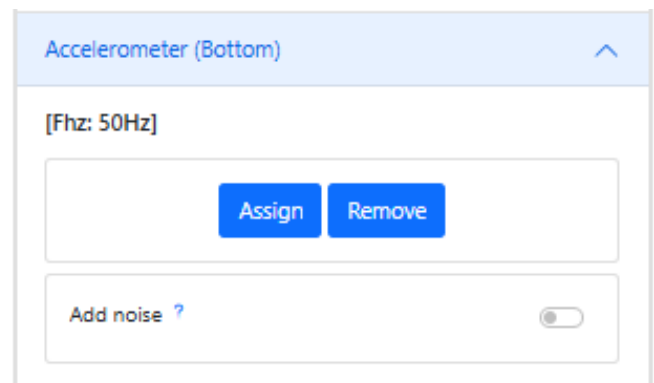 Accelerometer (Bottom)
[Fhz: 50Hz]
Assign Remove
Add noise ?